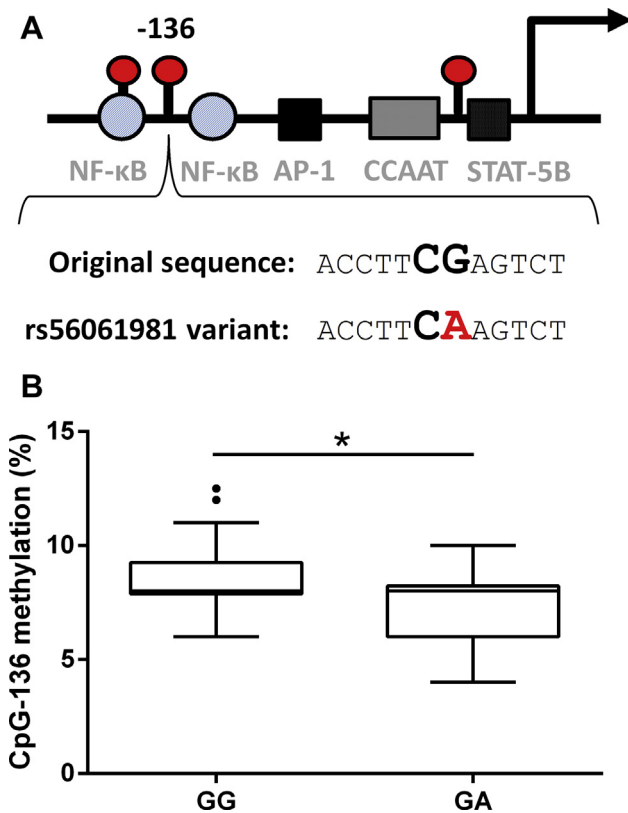 A
-136
NF-κB NF-κB AP-1 CCAAT STAT-5B
Original sequence: ACCTTCGAGTCT
rs56061981 variant: ACCTTCAAGTCT
B
CpG-136 methylation (%)
15
*
10
5
0
GG GA